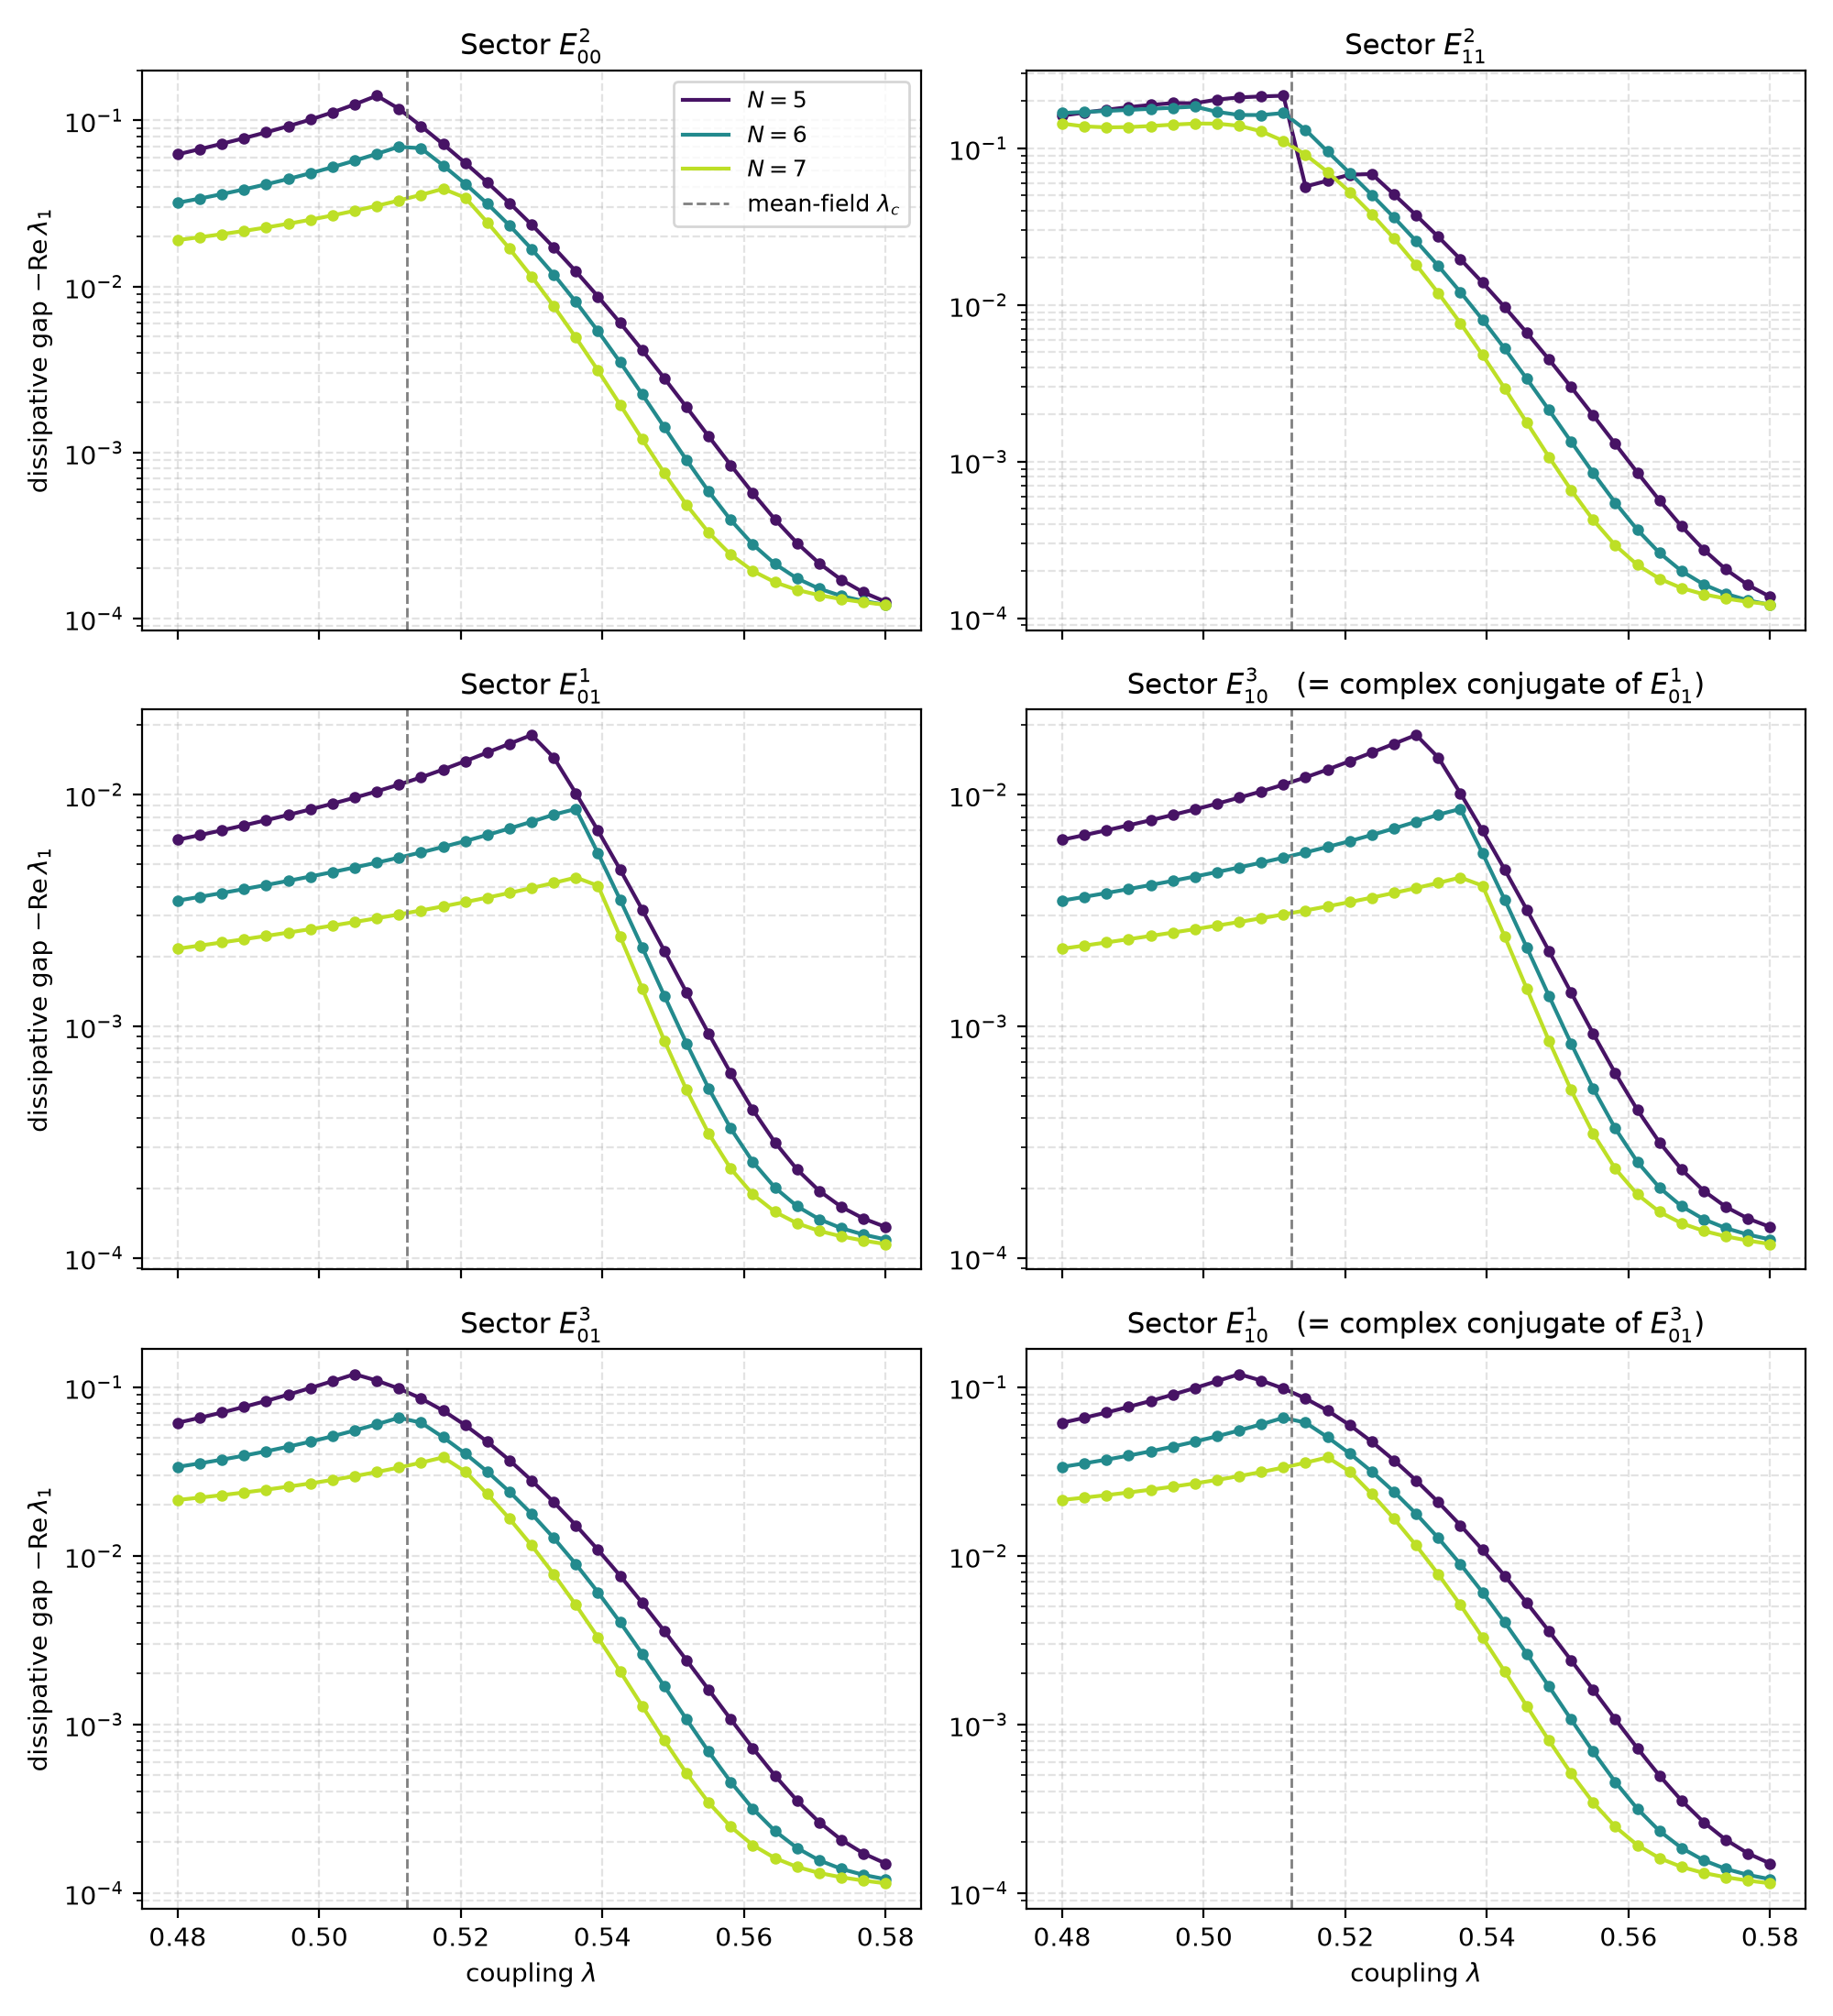 Sector $E^2_{00}$
dissipative gap −Re$\lambda_1$
10⁻¹
10⁻²
10⁻³
10⁻⁴
N = 5
N = 6
N = 7
mean-field $\lambda_c$
Sector $E^2_{11}$
10⁻¹
10⁻²
10⁻³
10⁻⁴
Sector $E^1_{01}$
dissipative gap −Re$\lambda_1$
10⁻²
10⁻³
10⁻⁴
Sector $E^3_{10}$ (= complex conjugate of $E^1_{01}$)
10⁻²
10⁻³
10⁻⁴
Sector $E^3_{01}$
dissipative gap −Re$\lambda_1$
10⁻¹
10⁻²
10⁻³
10⁻⁴
0.48 0.50 0.52 0.54 0.56 0.58
coupling λ
Sector $E^1_{10}$ (= complex conjugate of $E^3_{01}$)
10⁻¹
10⁻²
10⁻³
10⁻⁴
0.48 0.50 0.52 0.54 0.56 0.58
coupling λ